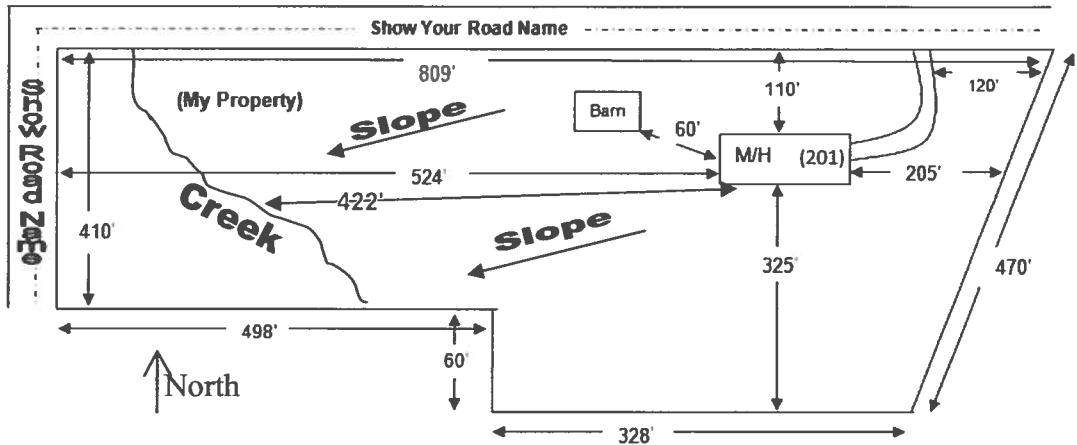 Show Your Road Name
Show Road Name
809'
(My Property)
110'
120'
Slope
Barn
60'
M/H (201)
524'
205'
422'
Creek
410'
Slope
325'
470'
498'
60'
North
328'